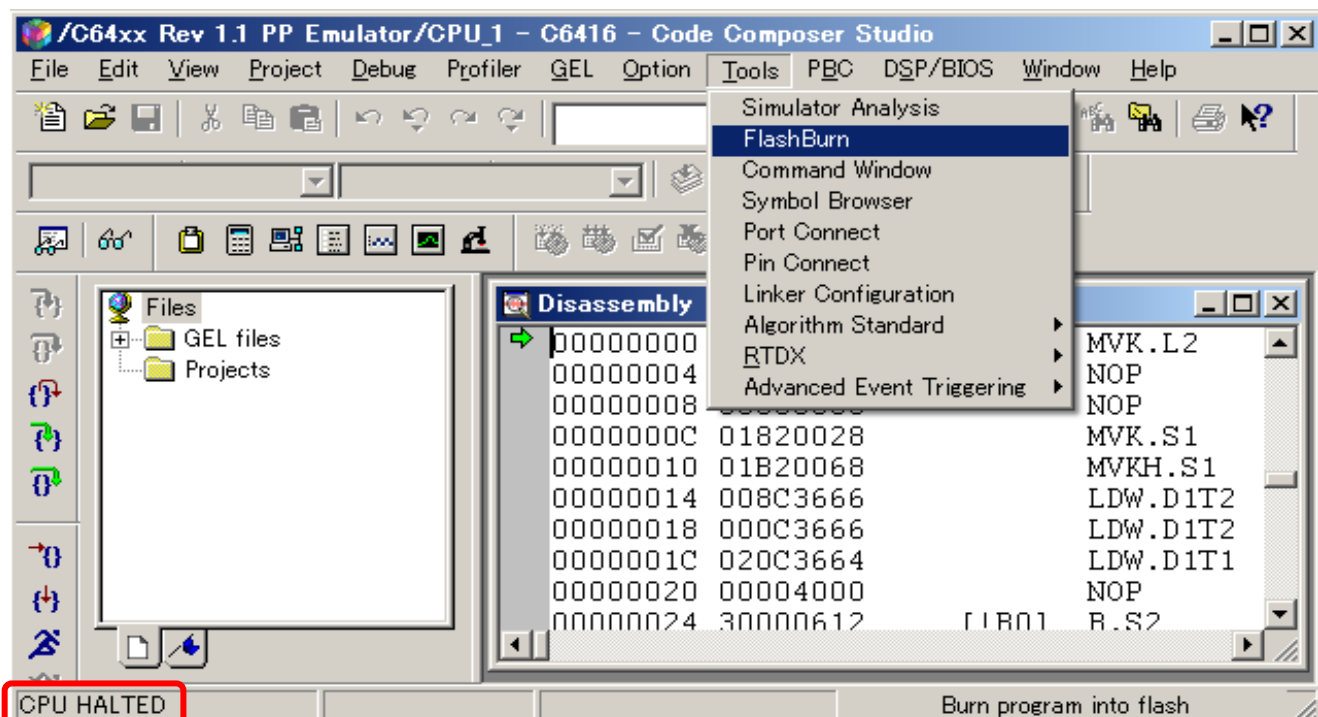 /C64xx Rev 1.1 PP Emulator/CPU_1 - C6416 - Code Composer Studio
File Edit View Project Debug Profiler GEL Option Tools PBC DSP/BIOS Window Help
Simulator Analysis
FlashBurn
Command Window
Symbol Browser
Port Connect
Pin Connect
Linker Configuration
Algorithm Standard
RTDX
Advanced Event Triggering
Files
GEL files
Projects
Disassembly
00000000 MVK.L2
00000004 NOP
00000008 NOP
0000000C 01820028 MVK.S1
00000010 01B20068 MVKH.S1
00000014 008C3666 LDW.D1T2
00000018 000C3666 LDW.D1T2
0000001C 020C3664 LDW.D1T1
00000020 00004000 NOP
00000024 30000612 [!B0] B.S2
CPU HALTED
Burn program into flash